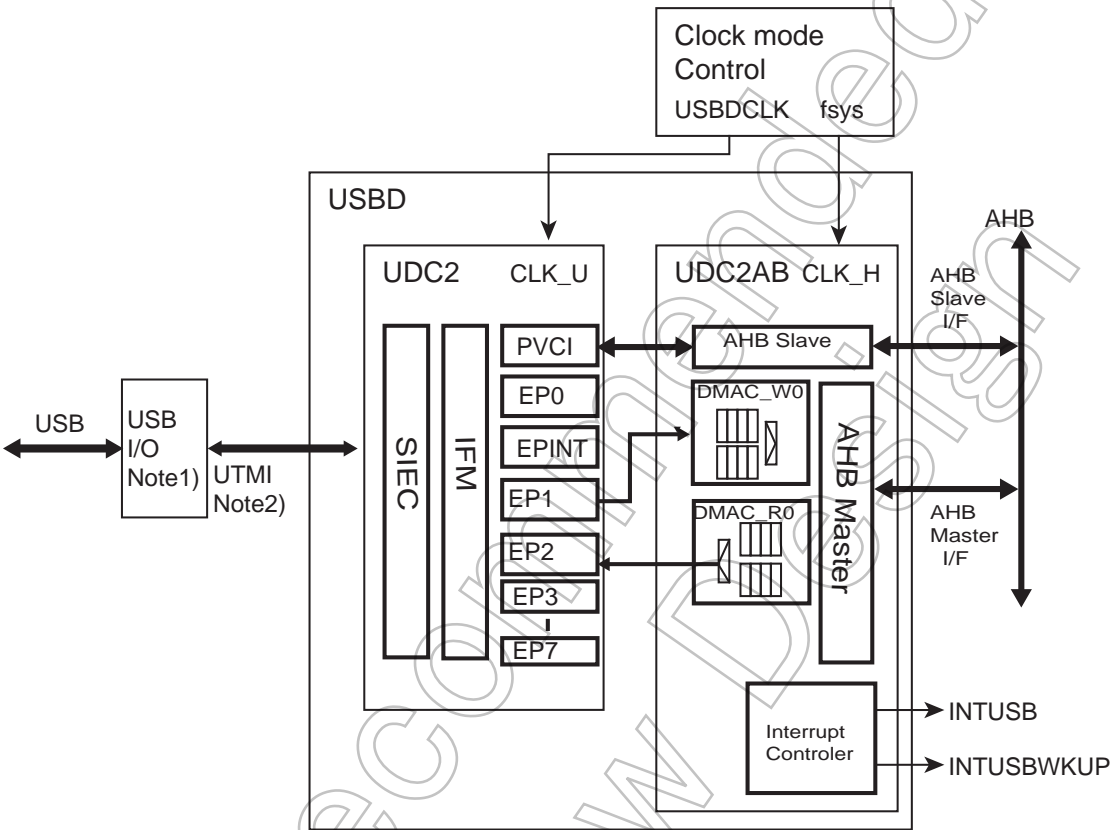 Clock mode
Control
USBDCLK fsys
USBD
AHB
UDC2 CLK_U
UDC2AB CLK_H
AHB
Slave
I/F
PVCI
AHB Slave
EP0
DMAC_W0
USB
USB
I/O
Note1)
UTMI
Note2)
SIEC
IFM
EPINT
AHB Master
EP1
DMAC_R0
AHB
Master
I/F
EP2
EP3
EP7
Interrupt
Controler
INTUSB
INTUSBWKUP
ecommended
w Design